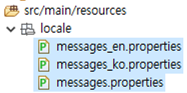 src/main/resources
locale
messages_en.properties
messages_ko.properties
messages.properties